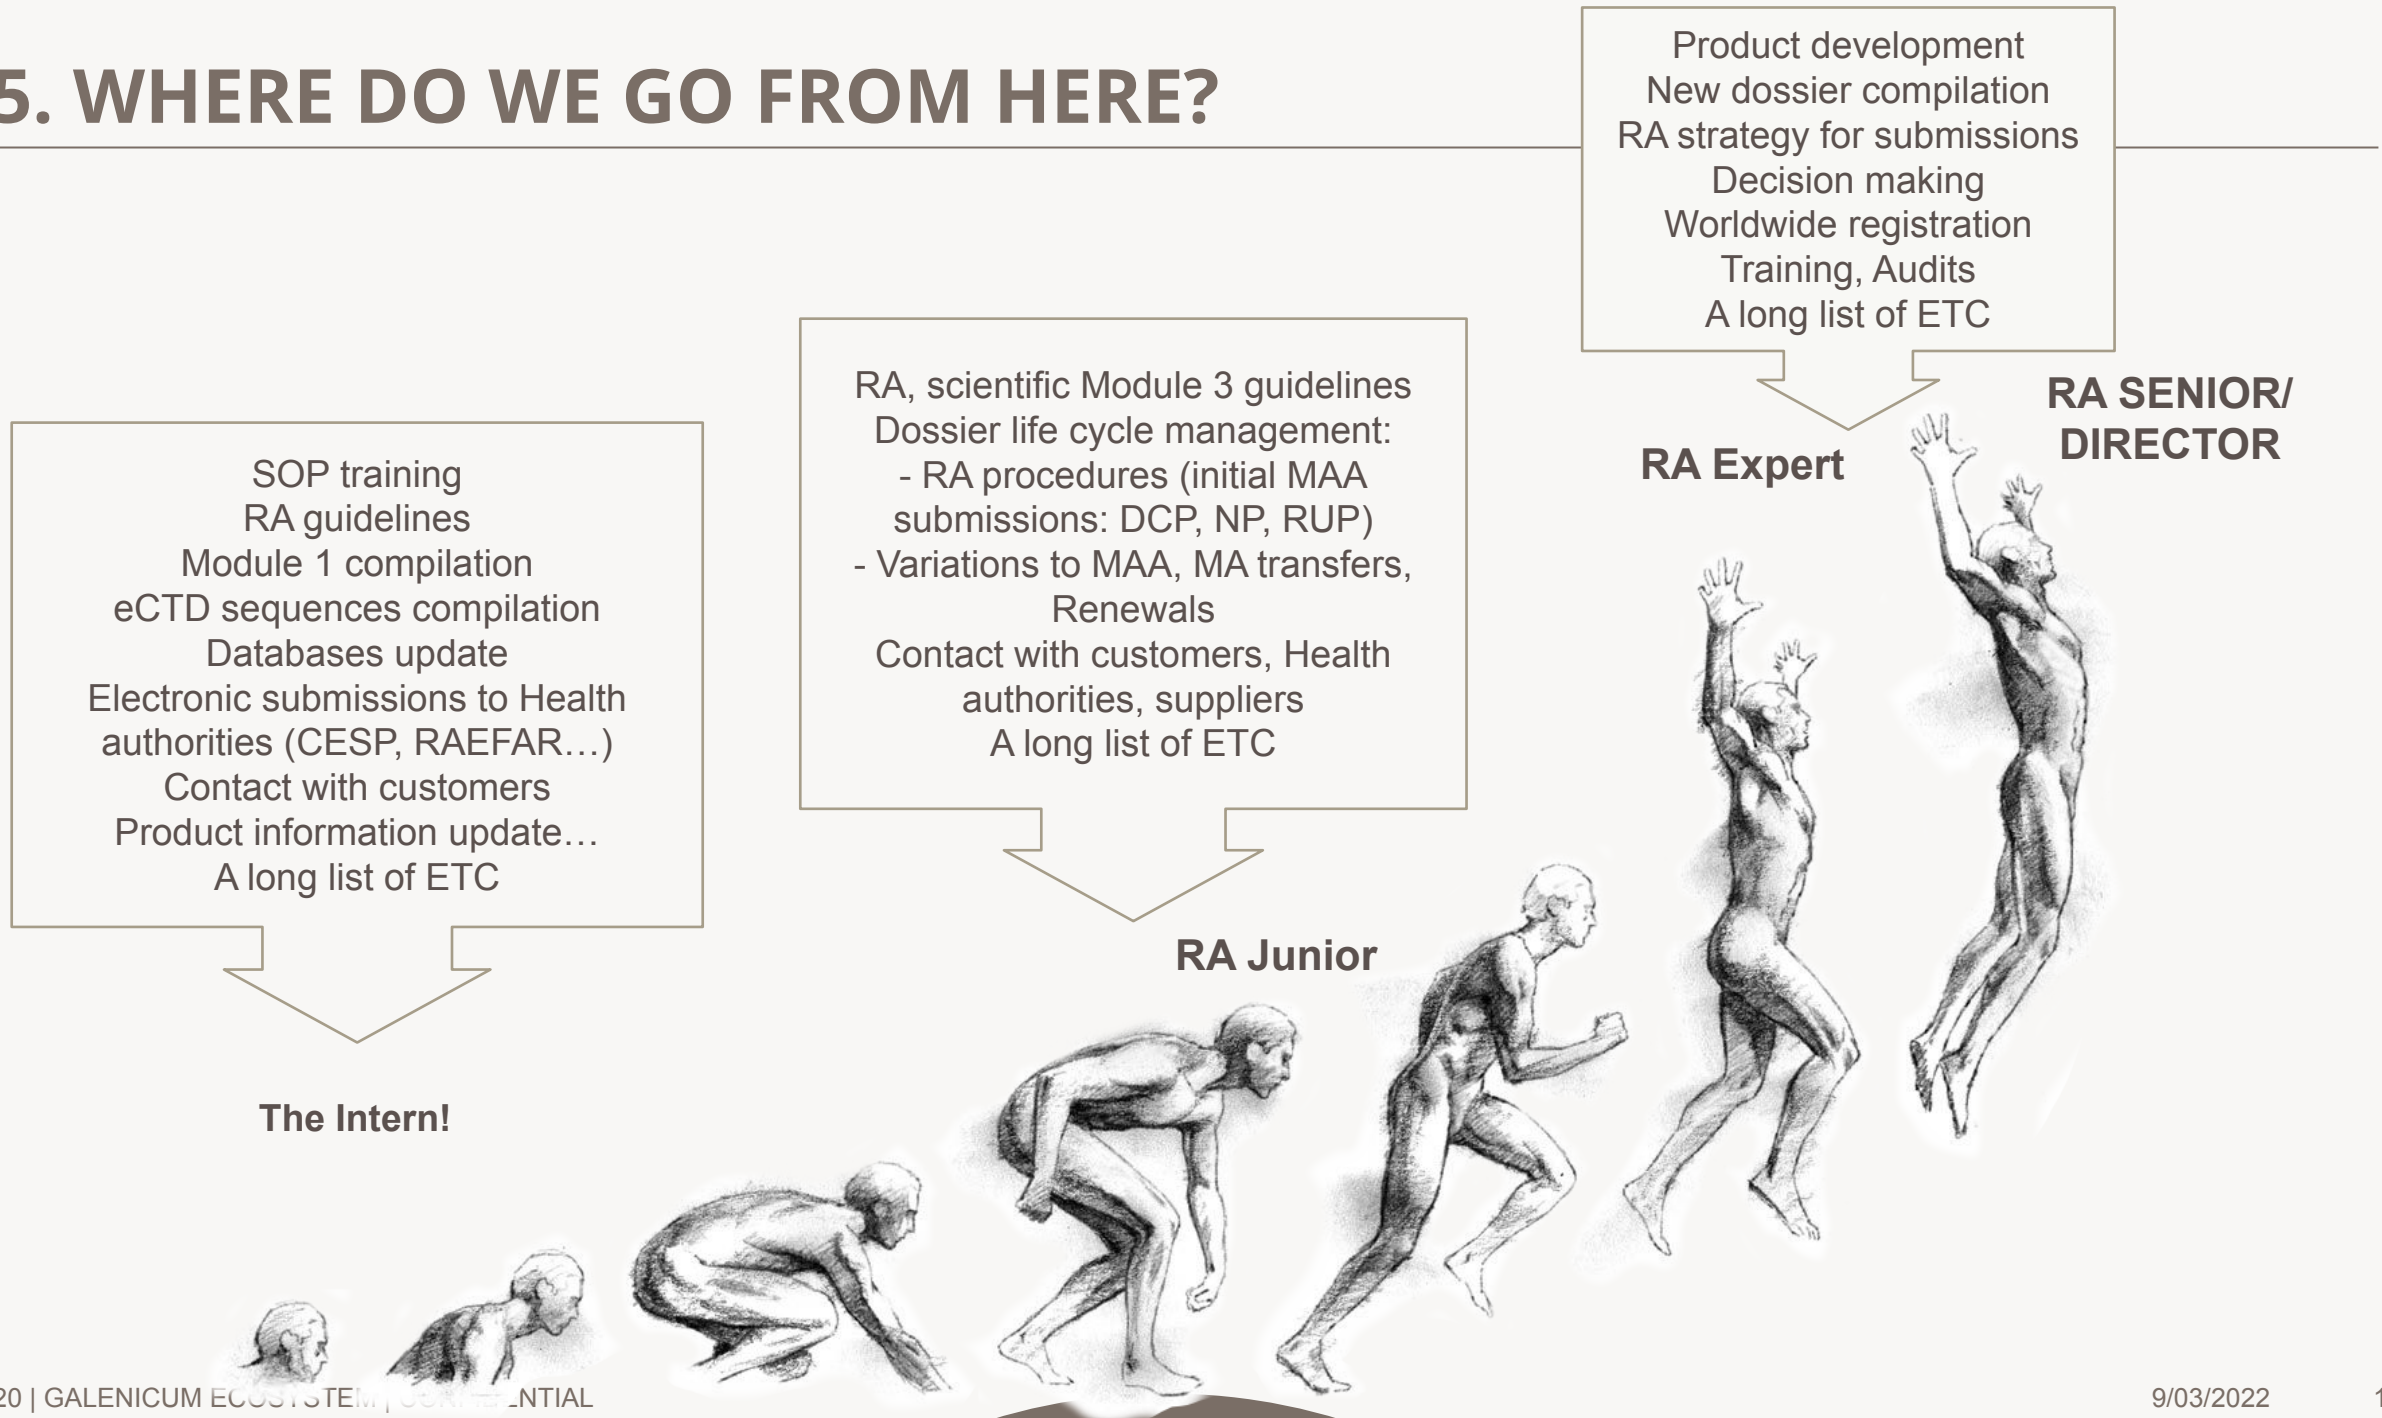 5. WHERE DO WE GO FROM HERE?
Product development
New dossier compilation
RA strategy for submissions
Decision making
Worldwide registration
Training, Audits
A long list of ETC
RA, scientific Module 3 guidelines
Dossier life cycle management:
- RA procedures (initial MAA
submissions: DCP, NP, RUP)
- Variations to MAA, MA transfers,
Renewals
Contact with customers, Health
authorities, suppliers
A long list of ETC
SOP training
RA guidelines
Module 1 compilation
eCTD sequences compilation
Databases update
Electronic submissions to Health
authorities (CESP, RAEFAR…)
Contact with customers
Product information update…
A long list of ETC
RA SENIOR/
DIRECTOR
RA Expert
RA Junior
The Intern!
20 | GALENICUM ECOSYSTEM | CONFIDENTIAL
9/03/2022
1